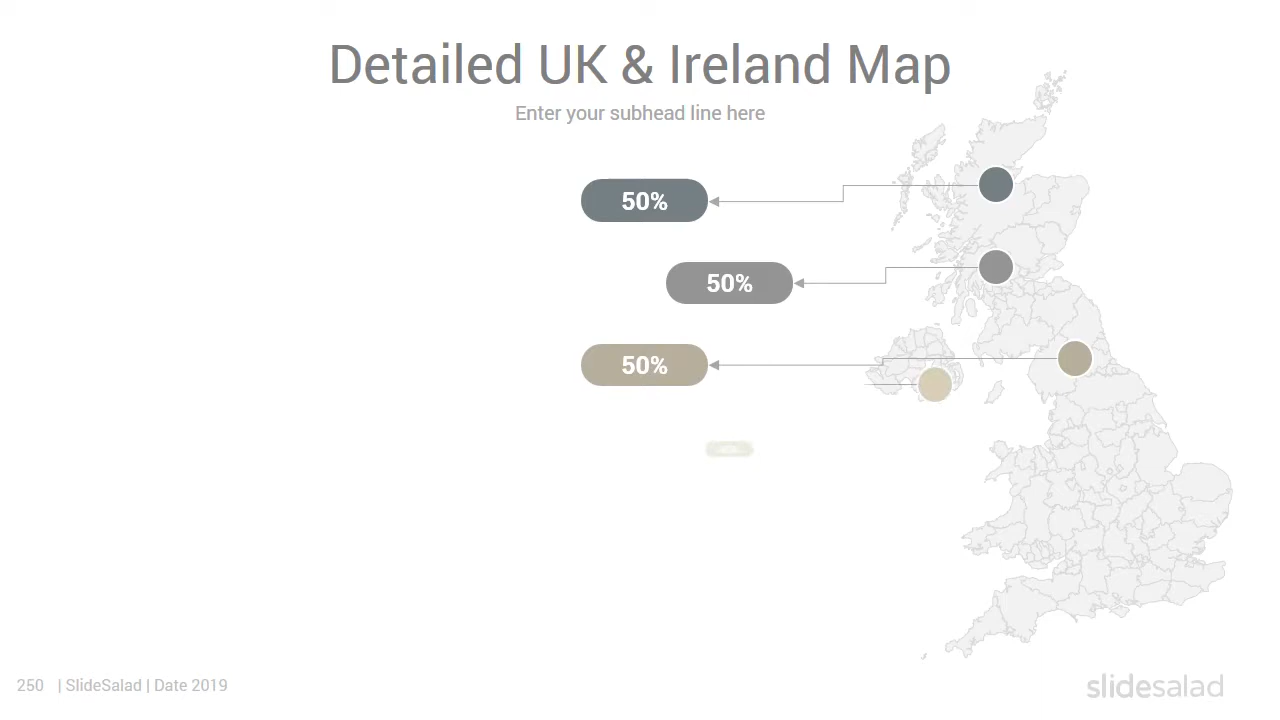 Detailed UK & Ireland Map
Enter your subhead line here
50%
50%
50%
250 | SlideSalad | Date 2019
slidesalad